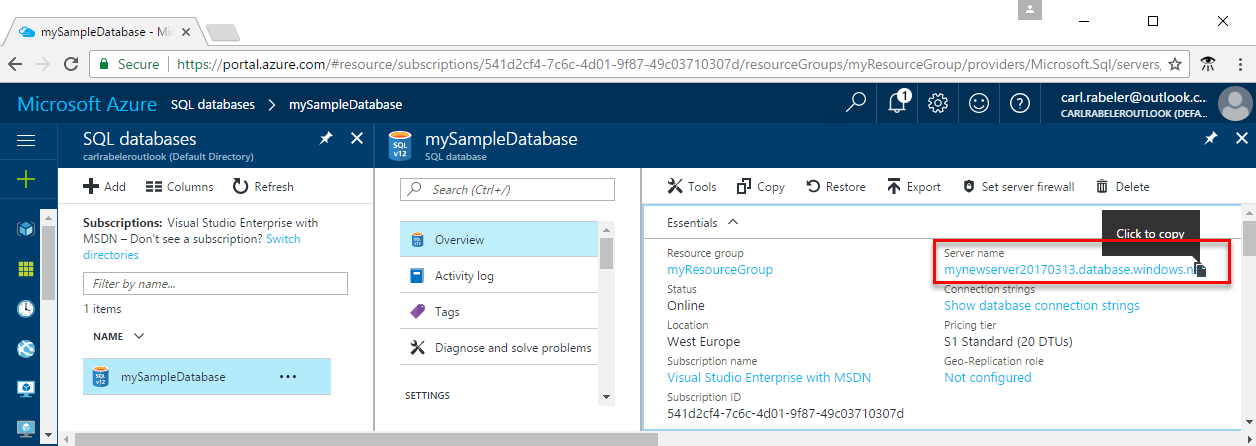 mySampleDatabase - Mi
Secure
https://portal.azure.com/#resource/subscriptions/541d2cf4-7c6c-4d01-9f87-49c03710307d/resourceGroups/myResourceGroup/providers/Microsoft.Sql/servers
Microsoft Azure SQL databases > mySampleDatabase
1
carl.rabeler@outlook.c...
CARLRABELEROUTLOOK (DEFA...
SQL databases
carlrabeleroutlook (Default Directory)
Add Columns Refresh
Subscriptions: Visual Studio Enterprise with
MSDN – Don't see a subscription? Switch
directories
Filter by name...
1 items
NAME
SQL
v12
mySampleDatabase ...
SQL
v12
mySampleDatabase
SQL database
Search (Ctrl+/)
SQL
v12
Overview
Activity log
Tags
Diagnose and solve problems
SETTINGS
Tools Copy Restore Export Set server firewall Delete
Essentials
Click to copy
Resource group
myResourceGroup
Status
Online
Location
West Europe
Subscription name
Visual Studio Enterprise with MSDN
Subscription ID
541d2cf4-7c6c-4d01-9f87-49c03710307d
Server name
mynewserver20170313.database.windows.n
Connection strings
Show database connection strings
Pricing tier
S1 Standard (20 DTUs)
Geo-Replication role
Not configured